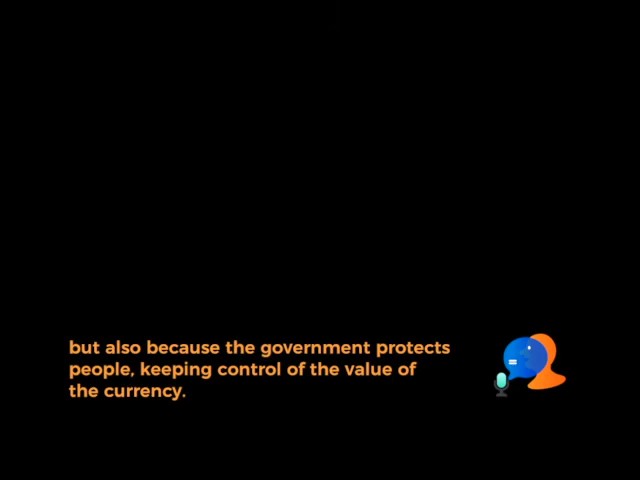 but also because the government protects
people, keeping control of the value of
the currency.